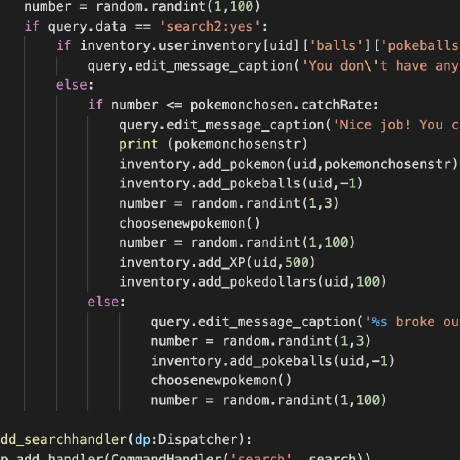 number = random.randint(1,100)
if query.data == 'search2:yes':
if inventory.userinventory[uid]['balls']['pokeballs
query.edit_message_caption('You don\'t have any
else:
if number <= pokemonchosen.catchRate:
query.edit_message_caption('Nice job! You c
print (pokemonchosenstr)
inventory.add_pokemon(uid,pokemonchosenstr)
inventory.add_pokeballs(uid,-1)
number = random.randint(1,3)
choosenewpokemon()
number = random.randint(1,100)
inventory.add_XP(uid,500)
inventory.add_pokedollars(uid,100)
else:
query.edit_message_caption('%s broke ou
number = random.randint(1,3)
inventory.add_pokeballs(uid,-1)
choosenewpokemon()
number = random.randint(1,100)
dd_searchhandler(dp:Dispatcher):
p.add_handler(CommandHandler('search', search))